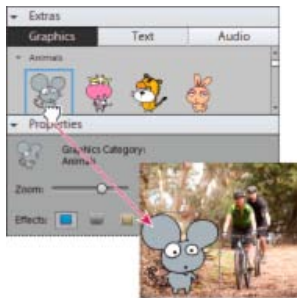 Extras
Graphics Text Audio
Animals
Properties
Graphics Category:
Animals
Zoom:
Effects: